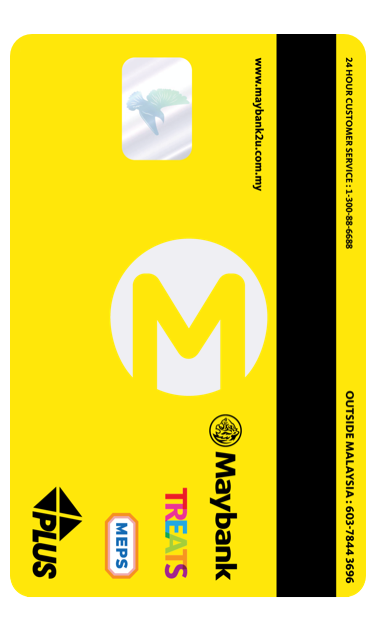 24 HOUR CUSTOMER SERVICE : 1-300-88-6688
OUTSIDE MALAYSIA : 603-7844 3696
www.maybank2u.com.my
M
Maybank
TREATS
MEPS
PLUS